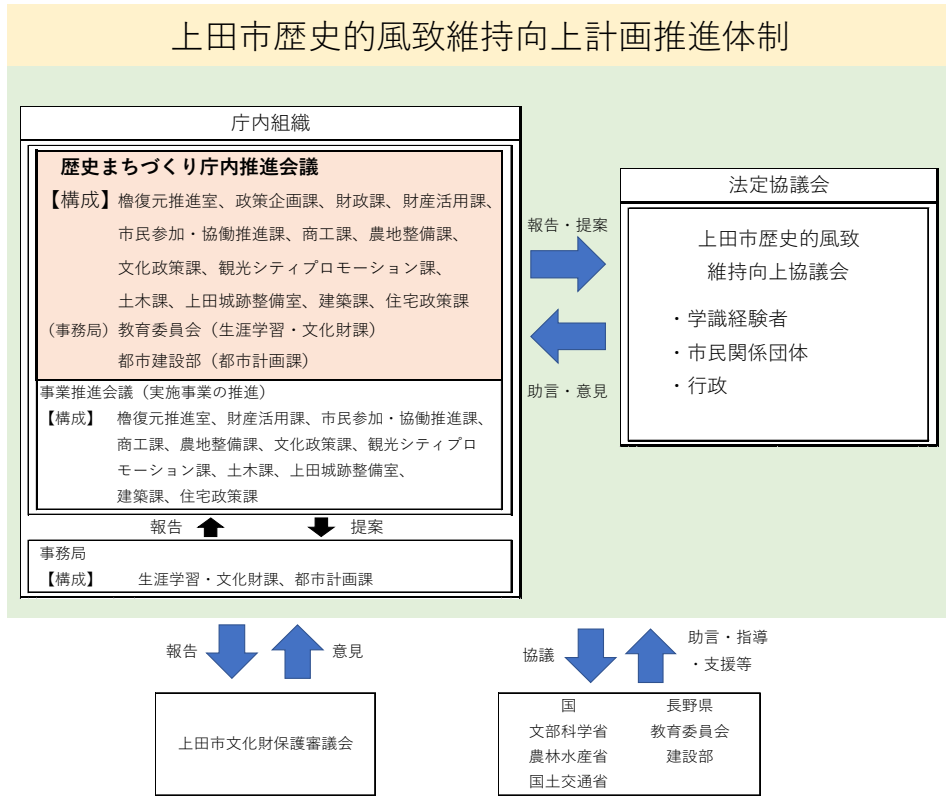 上田市歴史的風致維持向上計画推進体制
庁内組織
歴史まちづくり庁内推進会議
【構成】櫓復元推進室、政策企画課、財政課、財産活用課、
市民参加・協働推進課、商工課、農地整備課、
文化政策課、観光シティプロモーション課、
土木課、上田城跡整備室、建築課、住宅政策課
（事務局）教育委員会（生涯学習・文化財課）
都市建設部（都市計画課）
事業推進会議（実施事業の推進）
【構成】 櫓復元推進室、財産活用課、市民参加・協働推進課、
商工課、農地整備課、文化政策課、観光シティプロ
モーション課、土木課、上田城跡整備室、
建築課、住宅政策課
報告 提案
事務局
【構成】 生涯学習・文化財課、都市計画課
報告・提案
助言・意見
法定協議会
上田市歴史的風致
維持向上協議会
・学識経験者
・市民関係団体
・行政
報告 意見
上田市文化財保護審議会
協議
助言・指導
・支援等
国 長野県
文部科学省 教育委員会
農林水産省 建設部
国土交通省